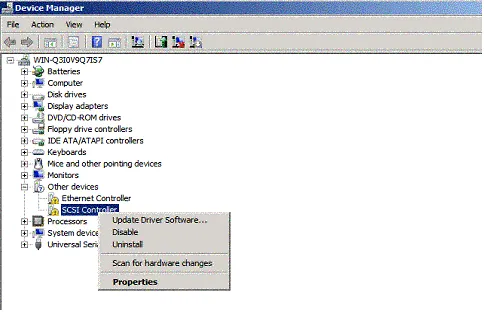 Device Manager
File Action View Help
WIN-Q3I0V9Q7IS7
Batteries
Computer
Disk drives
Display adapters
DVD/CD-ROM drives
Floppy drive controllers
IDE ATA/ATAPI controllers
Keyboards
Mice and other pointing devices
Monitors
Other devices
Ethernet Controller
SCSI Controller
Update Driver Software...
Processors
Disable
System device
Uninstall
Universal Seria
Scan for hardware changes
Properties